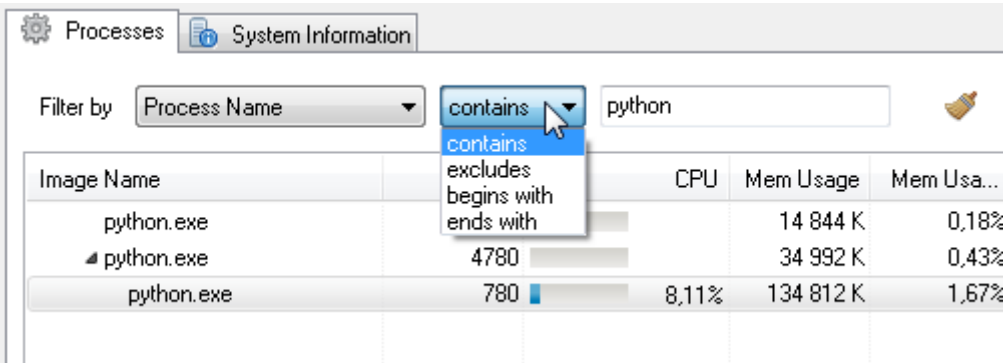 Processes System Information
Filter by Process Name contains python
contains
excludes
begins with
ends with
Image Name CPU Mem Usage Mem Usa...
python.exe 14 844 K 0,18%
python.exe 4780 34 992 K 0,43%
python.exe 780 8,11% 134 812 K 1,67%